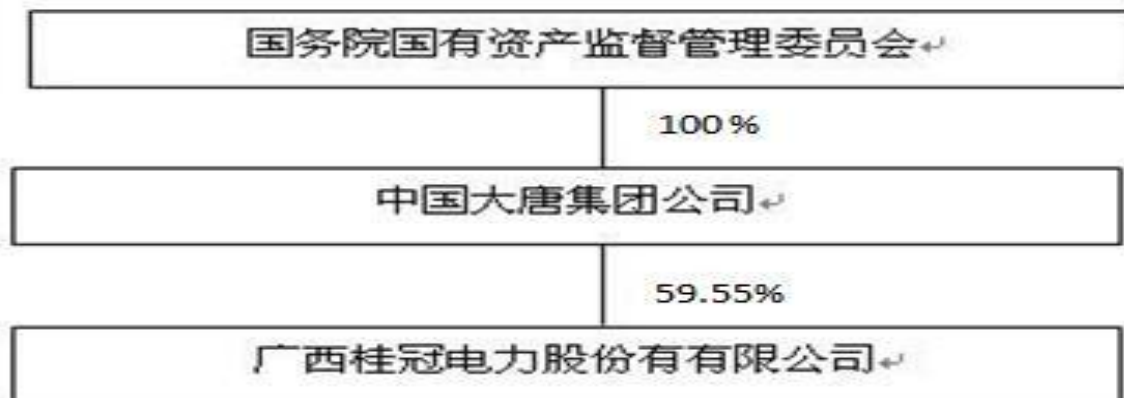 国务院国有资产监督管理委员会↵
100%
中国大唐集团公司↵
59.55%
广西桂冠电力股份有有限公司↵